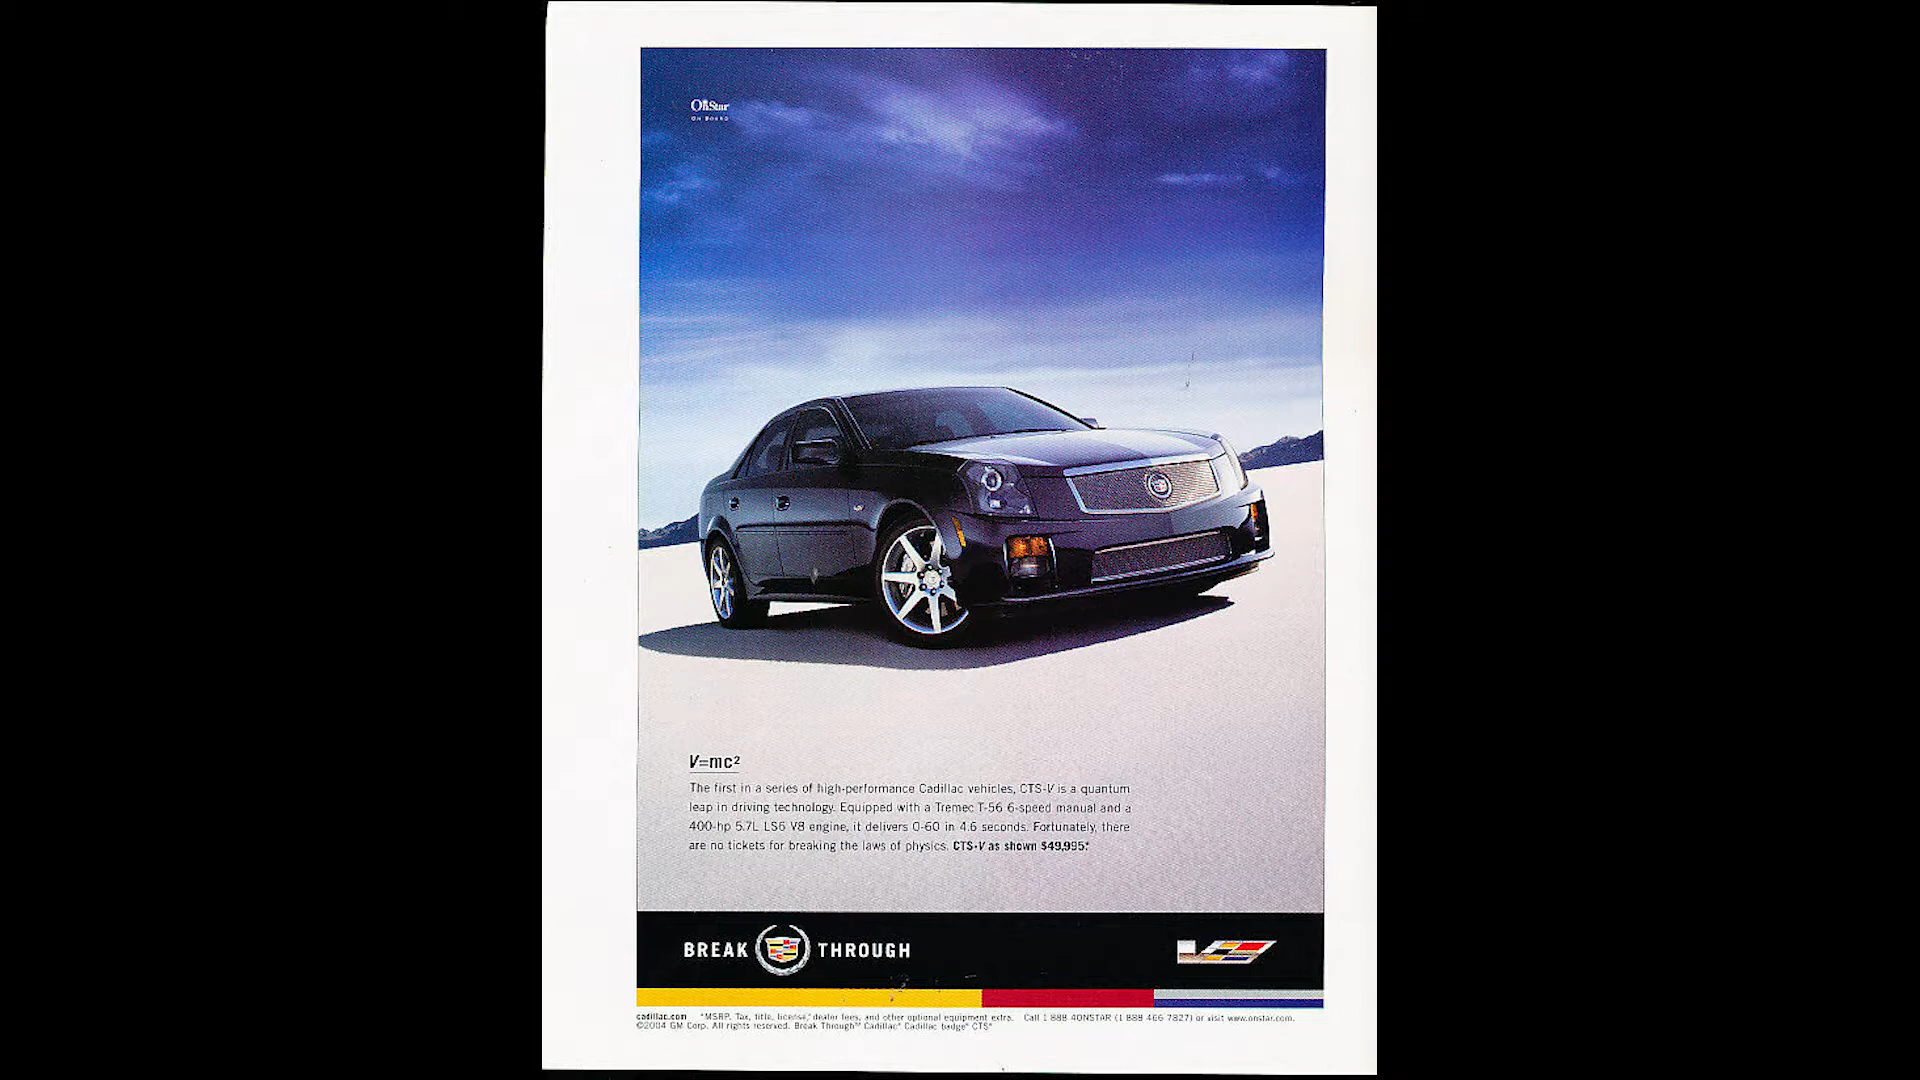 OnStar
ON BOARD
V=mc²
The first in a series of high-performance Cadillac vehicles, CTS-V is a quantum
leap in driving technology. Equipped with a Tremec T-56 6-speed manual and a
400-hp 5.7L LS6 V8 engine, it delivers 0-60 in 4.6 seconds. Fortunately, there
are no tickets for breaking the laws of physics. CTS-V as shown $49,995.*
BREAK THROUGH
V
cadillac.com *MSRP. Tax, title, license, dealer fees, and other optional equipment extra. Call 1 888 4ONSTAR (1 888 466 7827) or visit www.onstar.com.
©2004 GM Corp. All rights reserved. Break Through™ Cadillac® Cadillac badge® CTS®